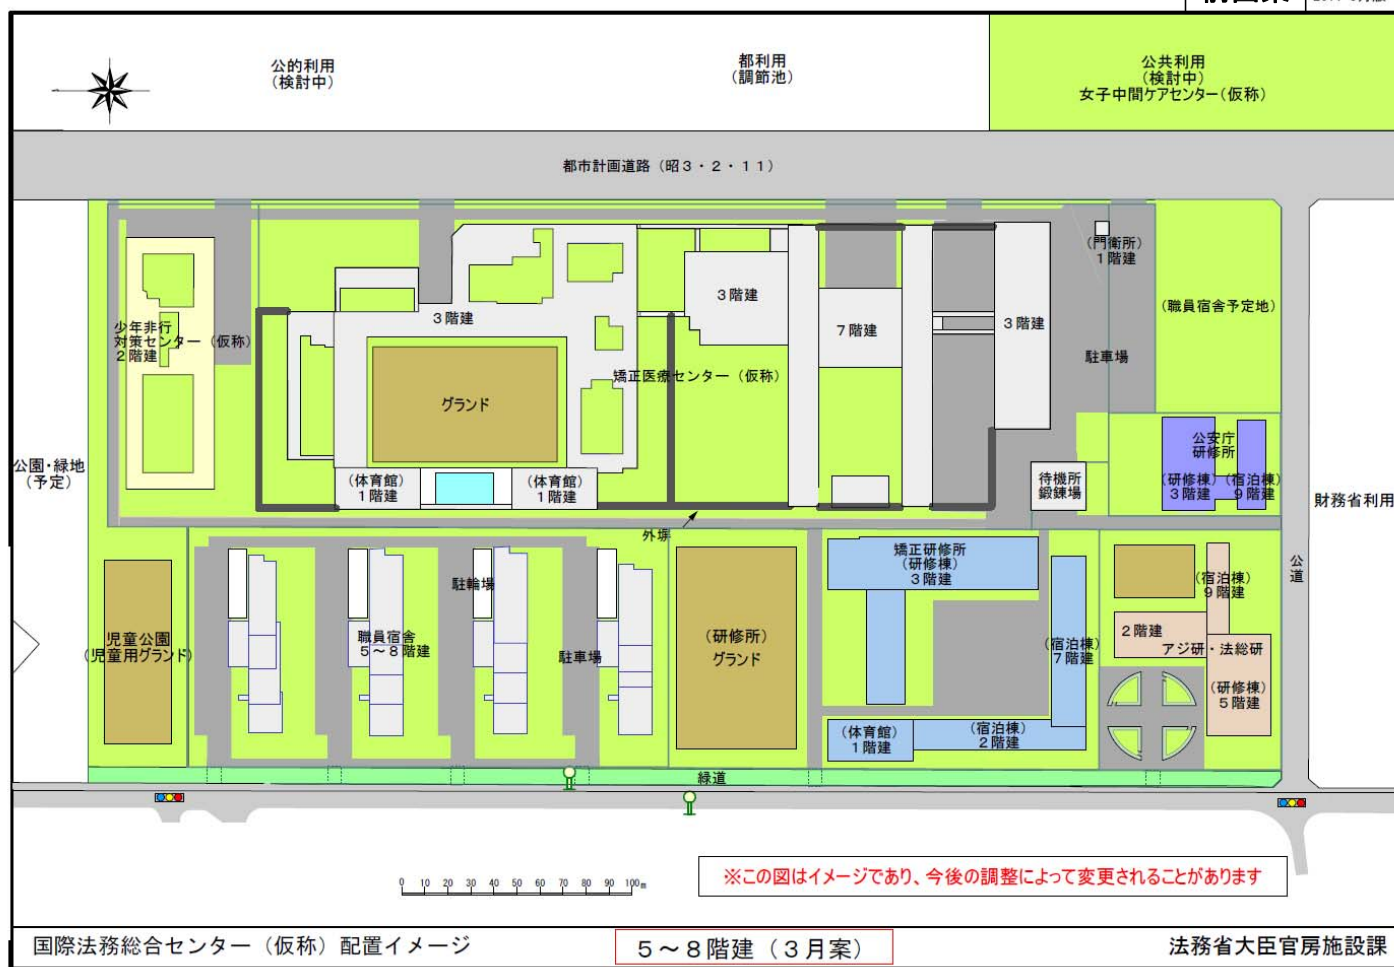 公的利用
（検討中）
都利用
（調節池）
公共利用
（検討中）
女子中間ケアセンター（仮称）
都市計画道路（昭３・２・１１）
（門衛所）
１階建
３階建
３階建
７階建
３階建
（職員宿舎予定地）
少年非行
対策センター（仮称）
２階建
駐車場
矯正医療センター（仮称）
グランド
公安庁
研修所
公園・緑地
（予定）
（体育館）
１階建
（体育館）
１階建
待機所
鍛錬場
（研修棟）
３階建
（宿泊棟）
９階建
財務省利用
外塀
矯正研修所
（研修棟）
３階建
公道
駐輪場
（宿泊棟）
９階建
児童公園
（児童用グランド）
職員宿舎
５～８階建
駐車場
（研修所）
グランド
（宿泊棟）
７階建
２階建
アジ研・法総研
（研修棟）
５階建
（体育館）
１階建
（宿泊棟）
２階建
緑道
0 10 20 30 40 50 60 70 80 90 100m
※この図はイメージであり、今後の調整によって変更されることがあります
国際法務総合センター（仮称）配置イメージ
５～８階建（３月案）
法務省大臣官房施設課